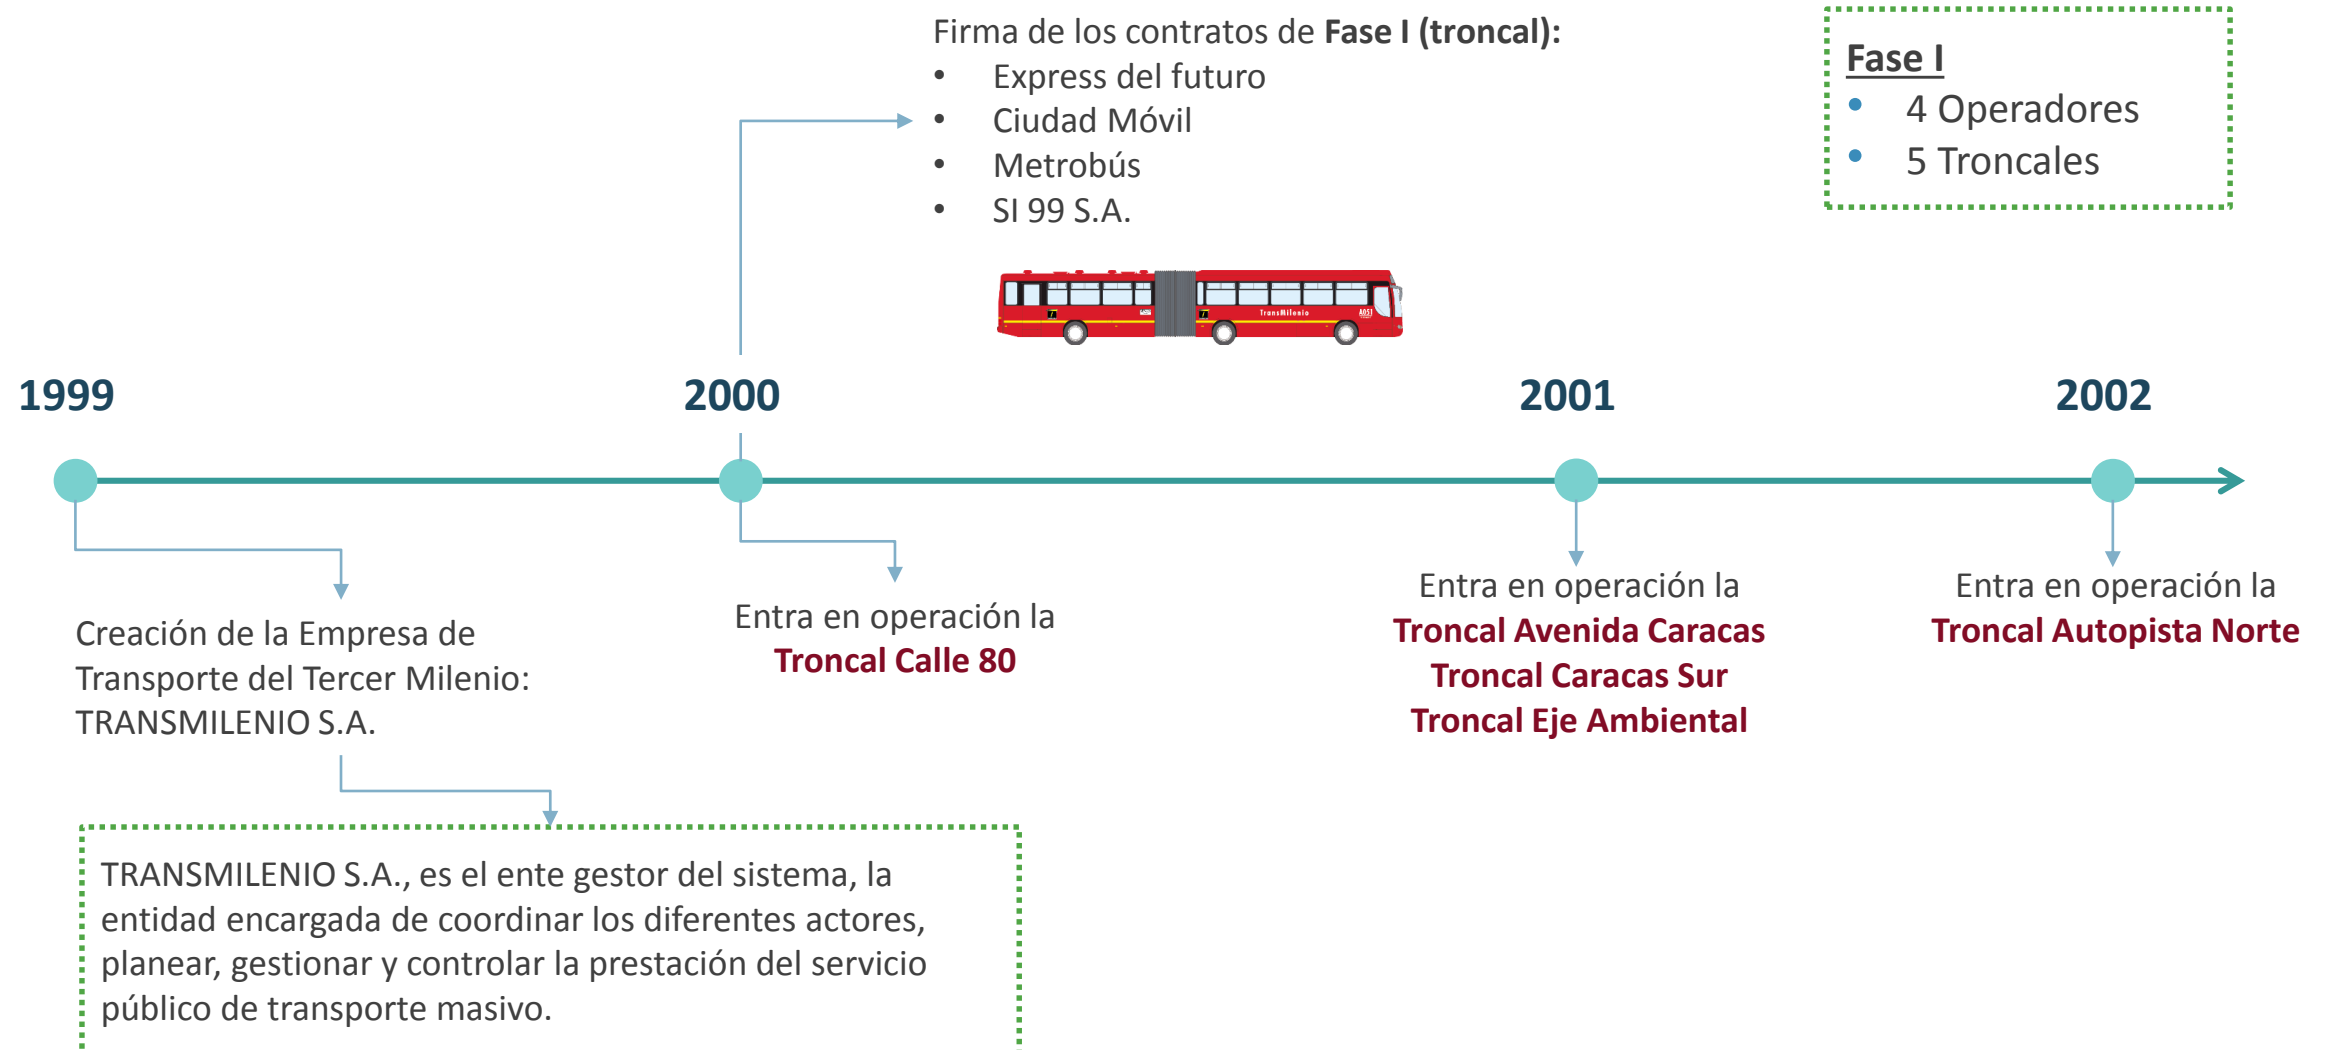 Firma de los contratos de Fase I (troncal):
• Express del futuro
• Ciudad Móvil
• Metrobús
• SI 99 S.A.
Fase I
• 4 Operadores
• 5 Troncales
TransMilenio
A051
1999
2000
2001
2002
Creación de la Empresa de
Transporte del Tercer Milenio:
TRANSMILENIO S.A.
Entra en operación la
Troncal Calle 80
Entra en operación la
Troncal Avenida Caracas
Troncal Caracas Sur
Troncal Eje Ambiental
Entra en operación la
Troncal Autopista Norte
TRANSMILENIO S.A., es el ente gestor del sistema, la
entidad encargada de coordinar los diferentes actores,
planear, gestionar y controlar la prestación del servicio
público de transporte masivo.